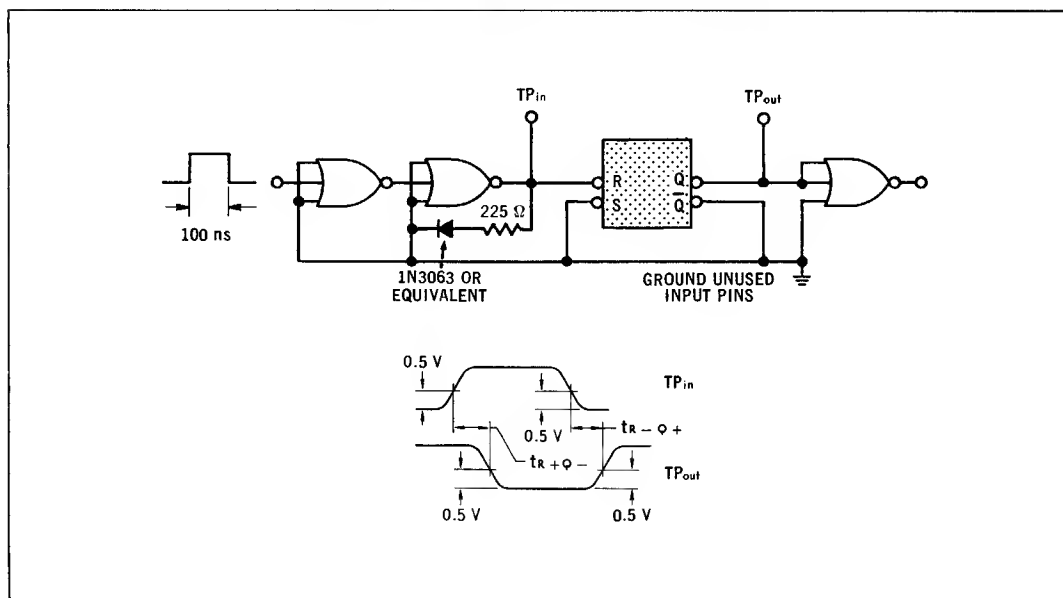 TPin
TPout
100 ns
R
Q
S
Q̅
225 Ω
1N3063 OR
EQUIVALENT
GROUND UNUSED
INPUT PINS
0.5 V
TPin
0.5 V
tR − Q +
tR + Q −
TPout
0.5 V
0.5 V